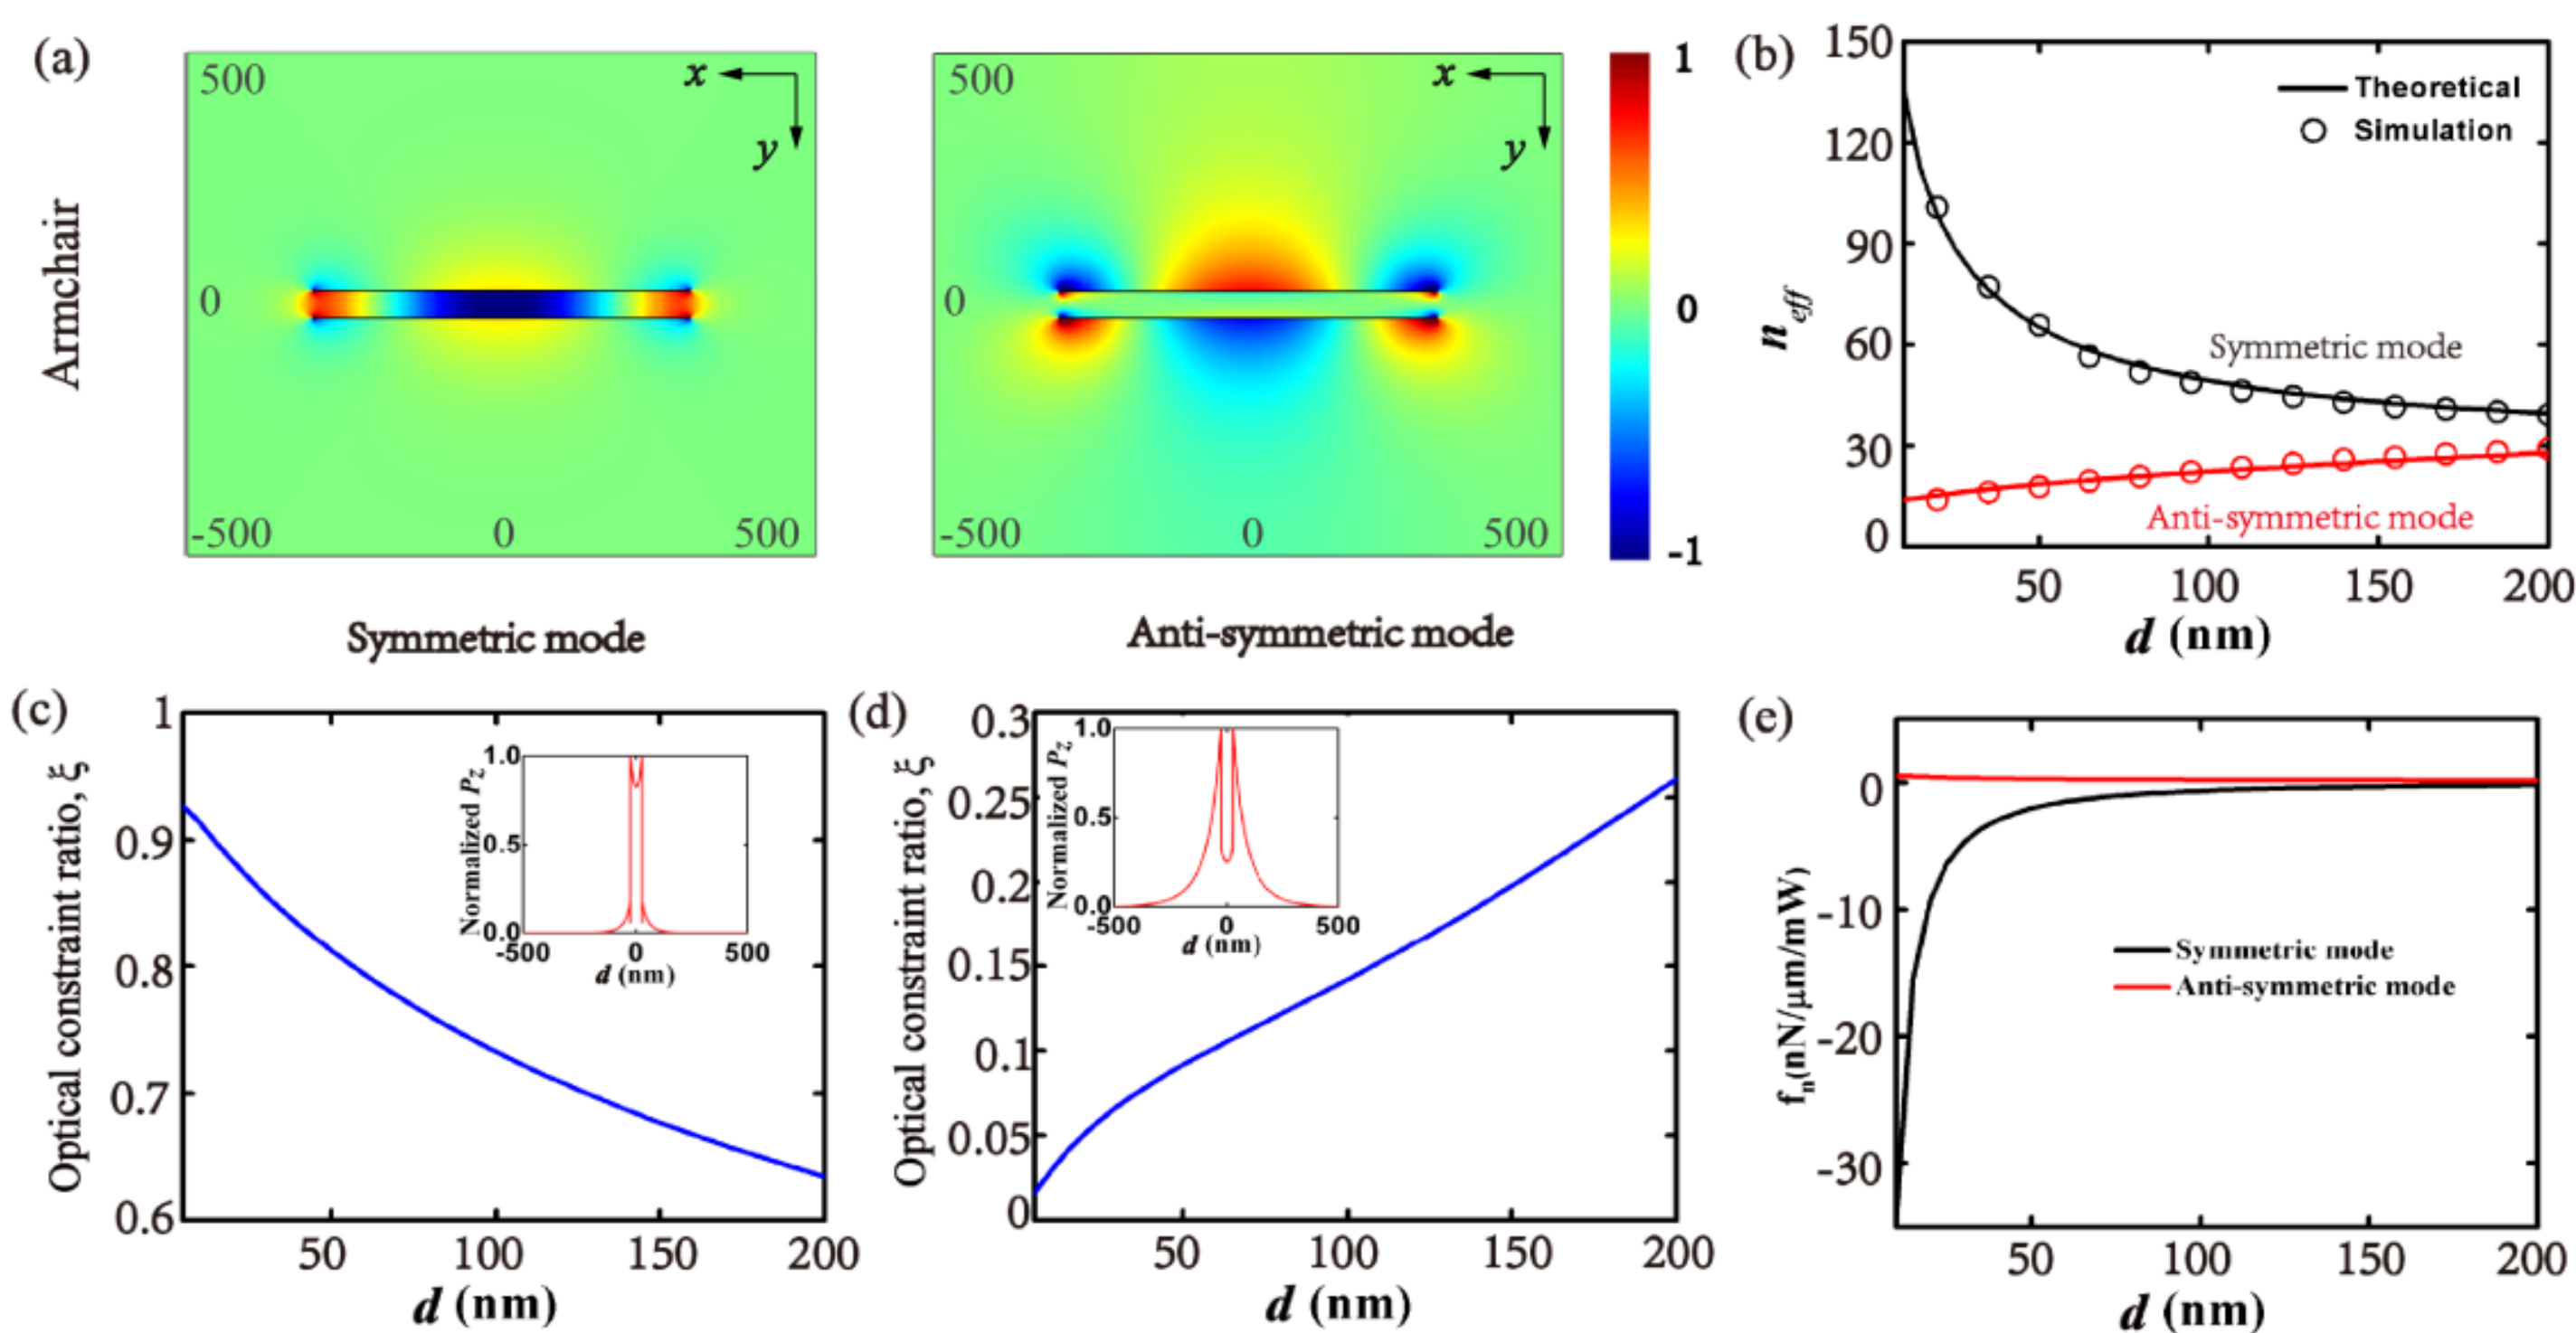 (a)
Armchair
500
x
y
0
-500 0 500
Symmetric mode
500
x
y
0
-500 0 500
Anti-symmetric mode
1
0
-1
(b)
n_eff
150
120
90
60
30
0
Theoretical
Simulation
Symmetric mode
Anti-symmetric mode
50 100 150 200
d (nm)
(c)
Optical constraint ratio, ξ
1
0.9
0.8
0.7
0.6
Normalized P_Z
1.0
0.5
0.0
-500 0 500
d (nm)
50 100 150 200
d (nm)
(d)
Optical constraint ratio, ξ
0.3
0.25
0.2
0.15
0.1
0.05
0
Normalized P_Z
1.0
0.5
0.0
-500 0 500
d (nm)
50 100 150 200
d (nm)
(e)
f_n(nN/μm/mW)
0
-10
-20
-30
Symmetric mode
Anti-symmetric mode
50 100 150 200
d (nm)